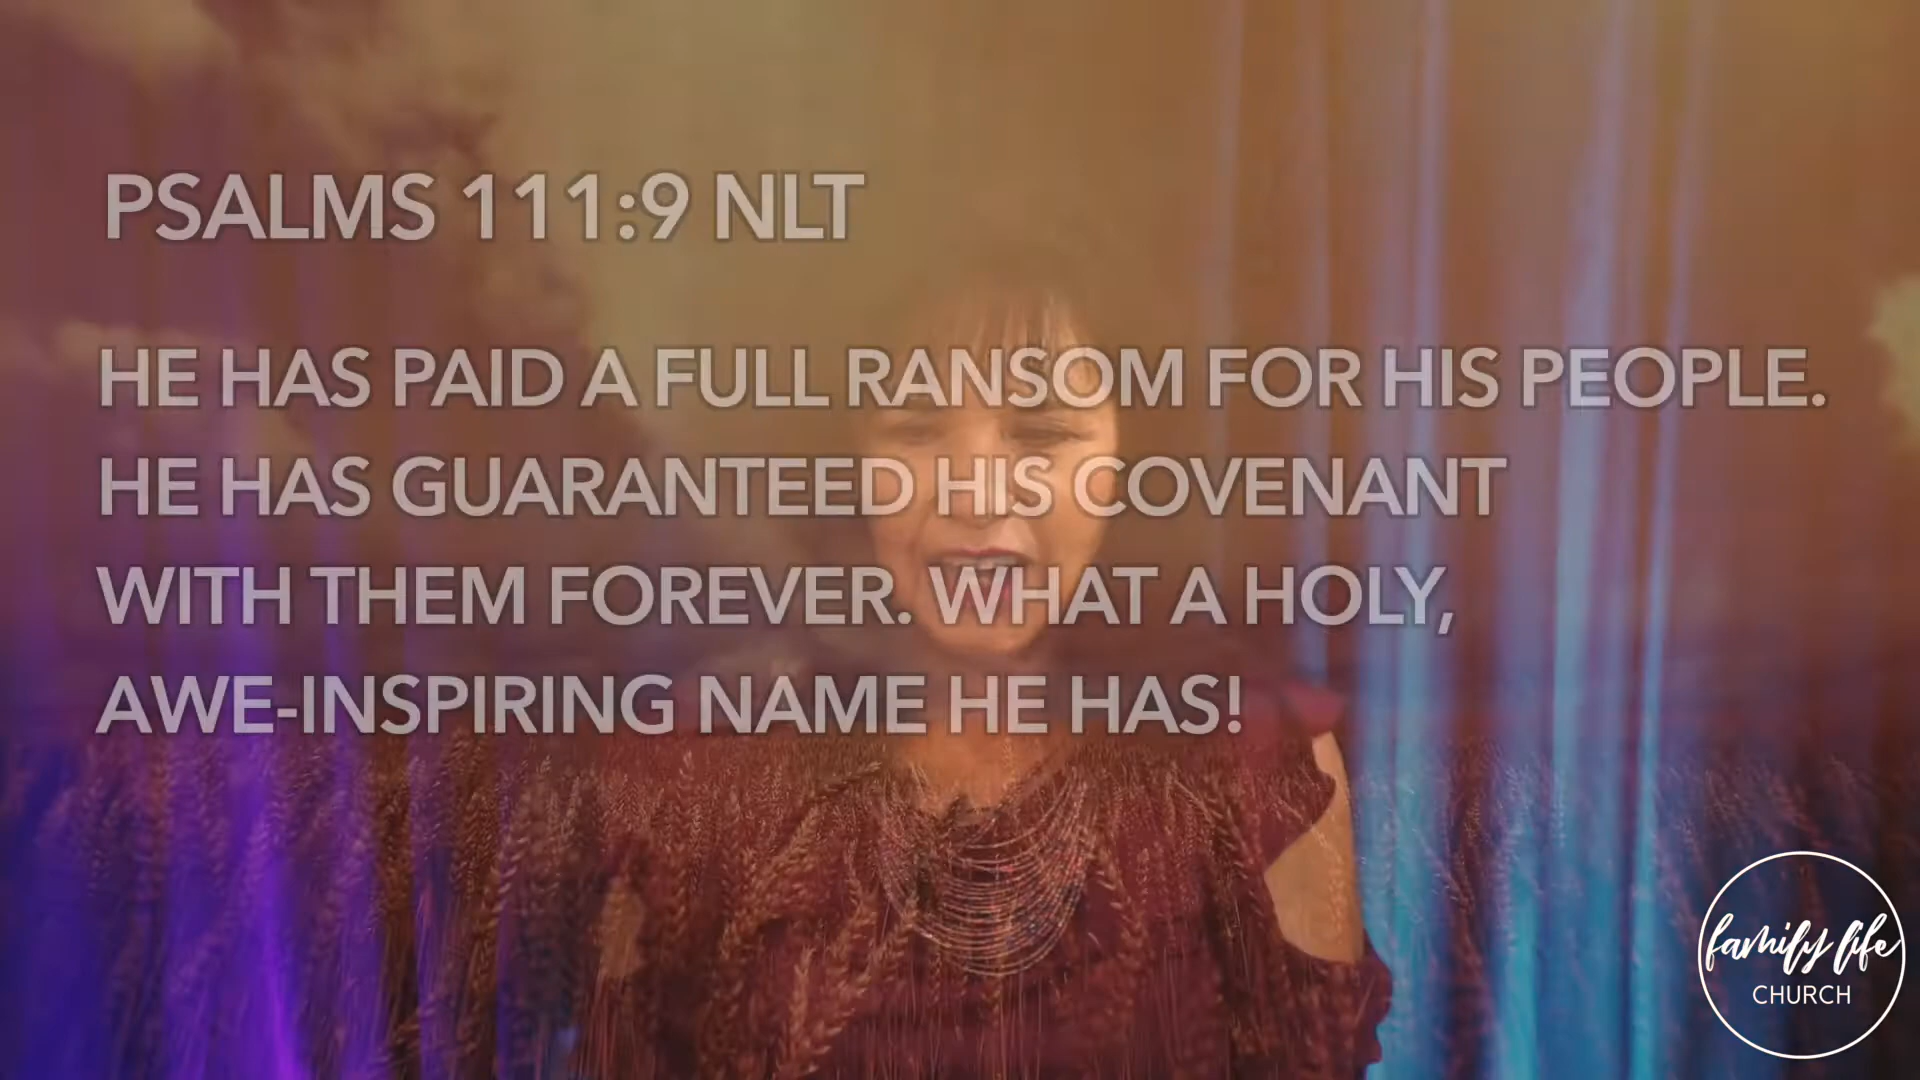 PSALMS 111:9 NLT
HE HAS PAID A FULL RANSOM FOR HIS PEOPLE.
HE HAS GUARANTEED HIS COVENANT
WITH THEM FOREVER. WHAT A HOLY,
AWE-INSPIRING NAME HE HAS!
family life
CHURCH